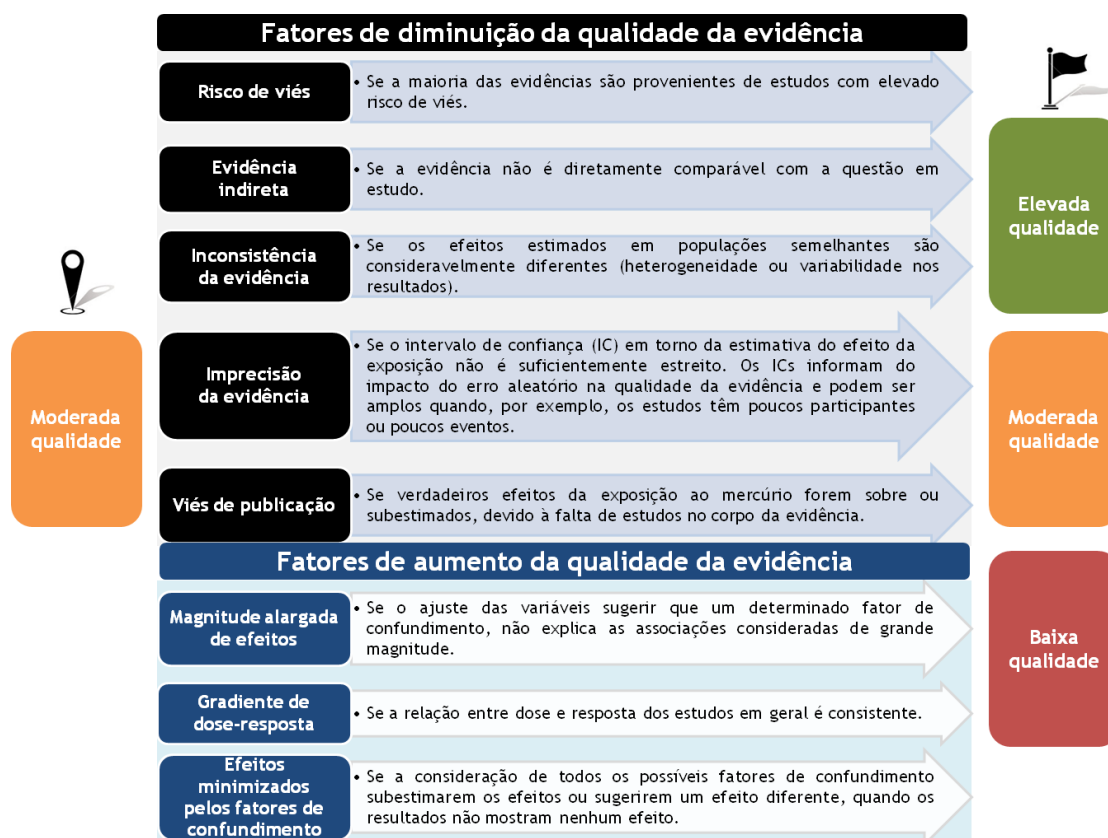 Fatores de diminuição da qualidade da evidência
Risco de viés
• Se a maioria das evidências são provenientes de estudos com elevado
risco de viés.
Evidência
indireta
• Se a evidência não é diretamente comparável com a questão em
estudo.
Inconsistência
da evidência
• Se os efeitos estimados em populações semelhantes são
consideravelmente diferentes (heterogeneidade ou variabilidade nos
resultados).
Imprecisão
da evidência
• Se o intervalo de confiança (IC) em torno da estimativa do efeito da
exposição não é suficientemente estreito. Os ICs informam do
impacto do erro aleatório na qualidade da evidência e podem ser
amplos quando, por exemplo, os estudos têm poucos participantes
ou poucos eventos.
Viés de publicação
• Se verdadeiros efeitos da exposição ao mercúrio forem sobre ou
subestimados, devido à falta de estudos no corpo da evidência.
Fatores de aumento da qualidade da evidência
Magnitude alargada
de efeitos
• Se o ajuste das variáveis sugerir que um determinado fator de
confundimento, não explica as associações consideradas de grande
magnitude.
Gradiente de
dose-resposta
• Se a relação entre dose e resposta dos estudos em geral é consistente.
Efeitos
minimizados
pelos fatores de
confundimento
• Se a consideração de todos os possíveis fatores de confundimento
subestimarem os efeitos ou sugerirem um efeito diferente, quando os
resultados não mostram nenhum efeito.
Moderada
qualidade
Elevada
qualidade
Moderada
qualidade
Baixa
qualidade